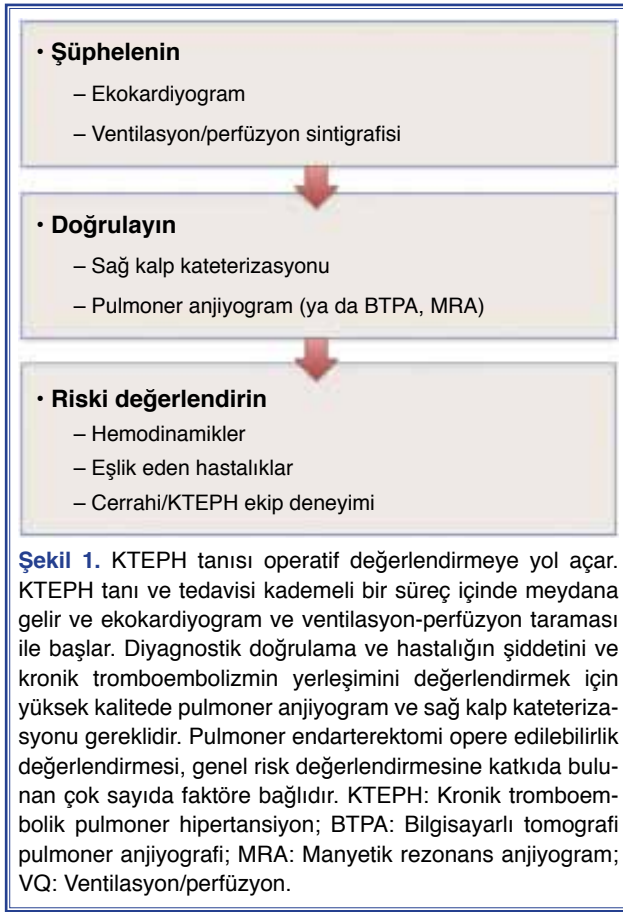 • Şüphelenin
– Ekokardiyogram
– Ventilasyon/perfüzyon sintigrafisi
• Doğrulayın
– Sağ kalp kateterizasyonu
– Pulmoner anjiyogram (ya da BTPA, MRA)
• Riski değerlendirin
– Hemodinamikler
– Eşlik eden hastalıklar
– Cerrahi/KTEPH ekip deneyimi
Şekil 1. KTEPH tanısı operatif değerlendirmeye yol açar.
KTEPH tanı ve tedavisi kademeli bir süreç içinde meydana
gelir ve ekokardiyogram ve ventilasyon-perfüzyon taraması
ile başlar. Diyagnostik doğrulama ve hastalığın şiddetini ve
kronik tromboembolizmin yerleşimini değerlendirmek için
yüksek kalitede pulmoner anjiyogram ve sağ kalp kateteriza-
syonu gereklidir. Pulmoner endarterektomi opere edilebilirlik
değerlendirmesi, genel risk değerlendirmesine katkıda bulu-
nan çok sayıda faktöre bağlıdır. KTEPH: Kronik tromboem-
bolik pulmoner hipertansiyon; BTPA: Bilgisayarlı tomografi
pulmoner anjiyografi; MRA: Manyetik rezonans anjiyogram;
VQ: Ventilasyon/perfüzyon.